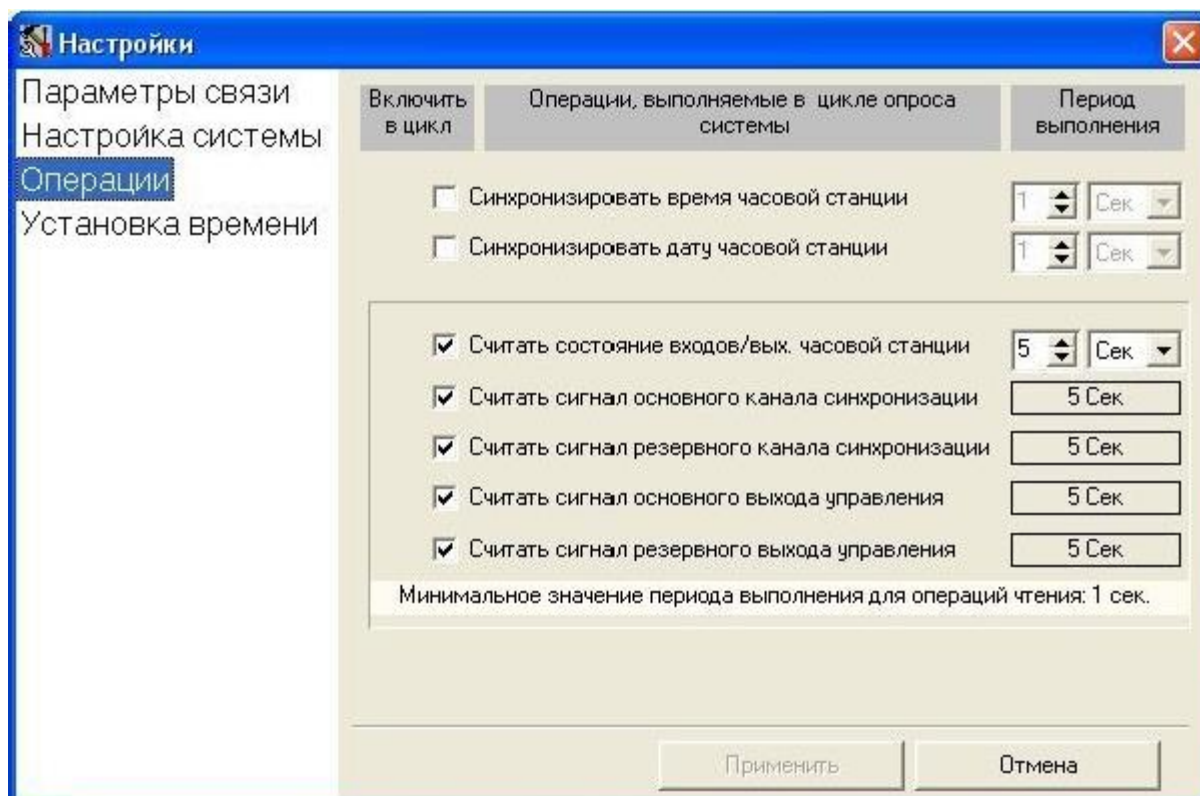 Настройки
Параметры связи
Настройка системы
Операции
Установка времени
Включить
в цикл
Операции, выполняемые в цикле опроса
системы
Период
выполнения
Синхронизировать время часовой станции
1 Сек
Синхронизировать дату часовой станции
1 Сек
Считать состояние входов/вых. часовой станции
5 Сек
Считать сигнал основного канала синхронизации
5 Сек
Считать сигнал резервного канала синхронизации
5 Сек
Считать сигнал основного выхода управления
5 Сек
Считать сигнал резервного выхода управления
5 Сек
Минимальное значение периода выполнения для операций чтения: 1 сек.
Применить
Отмена